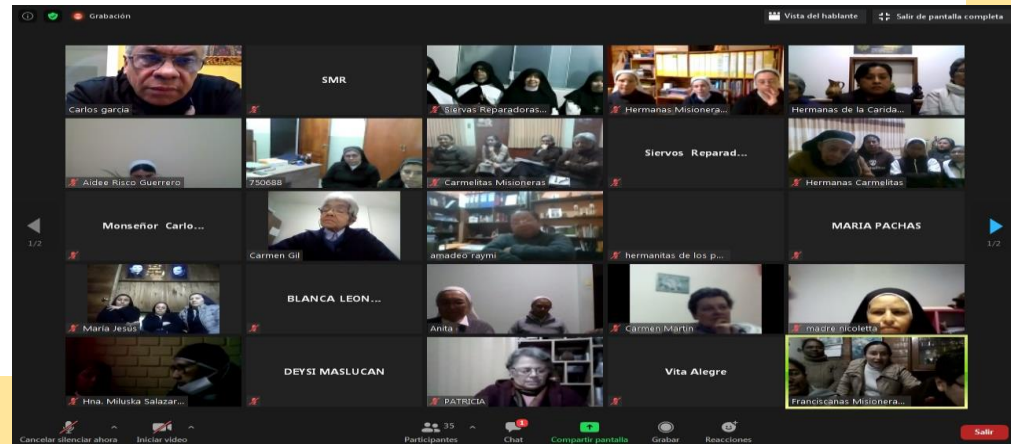 Grabación
Vista del hablante
Salir de pantalla completa
Carlos garcia
SMR
Siervas Reparadoras...
Hermanas Misionera...
Hermanas de la Carida...
Aidee Risco Guerrero
750688
Carmelitas Misioneras
Siervos Reparad...
Hermanas Carmelitas
Monseñor Carlo...
Carmen Gil
amadeo raymi
hermanitas de los p...
MARIA PACHAS
1/2
1/2
María Jesús
BLANCA LEON...
Anita
Carmen Martin
madre nicoletta
Hna. Miluska Salazar...
DEYSI MASLUCAN
PATRICIA
Vita Alegre
Franciscanas Misionera...
Cancelar silenciar ahora
Iniciar video
35
Participantes
1
Chat
Compartir pantalla
Grabar
Reacciones
Salir